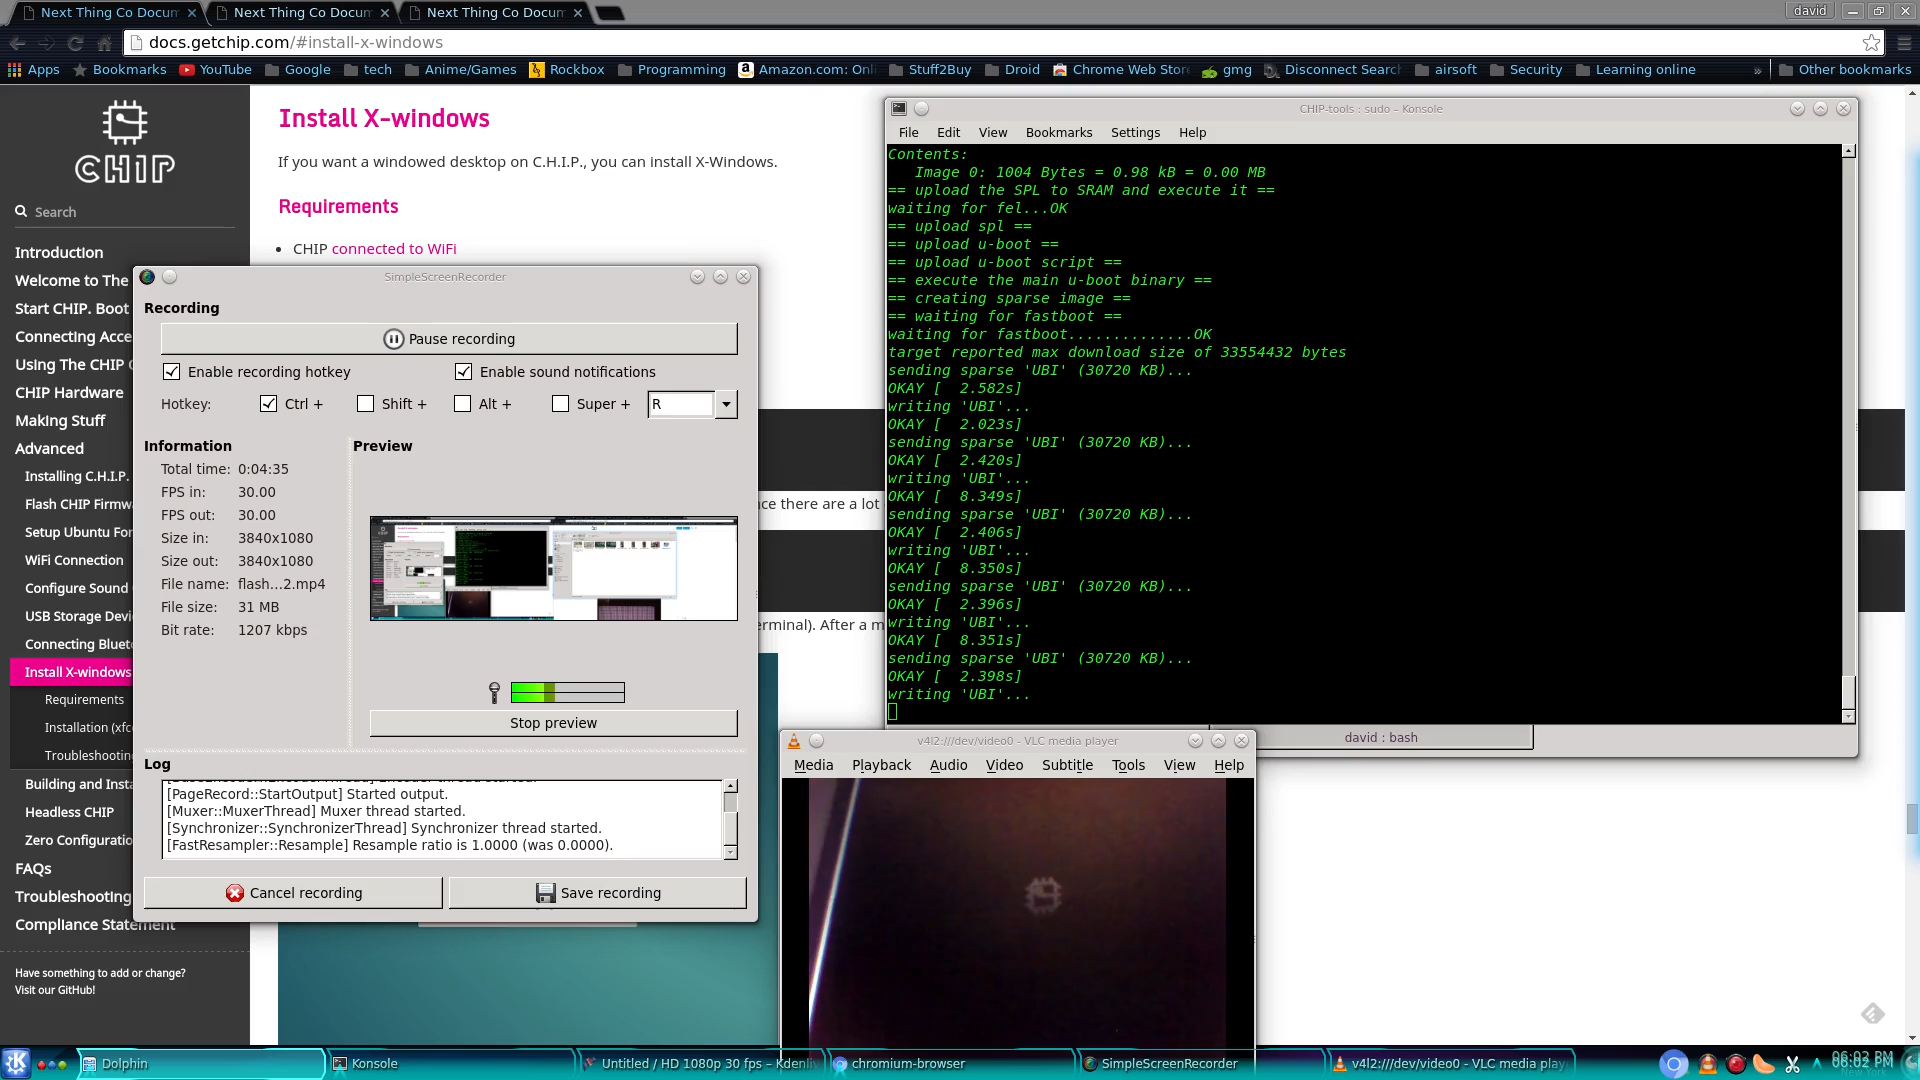 Next Thing Co Docum
Next Thing Co Docum
Next Thing Co Docum
david
docs.getchip.com/#install-x-windows
Apps
Bookmarks
YouTube
Google
tech
Anime/Games
Rockbox
Programming
Amazon.com: Onl
Stuff2Buy
Droid
Chrome Web Store
gmg
Disconnect Search
airsoft
Security
Learning online
»
Other bookmarks
CHIP
Search
Introduction
Welcome to The
Start CHIP. Boot
Connecting Acce
Using The CHIP
CHIP Hardware
Making Stuff
Advanced
Installing C.H.I.P.
Flash CHIP Firmw
Setup Ubuntu For
WiFi Connection
Configure Sound
USB Storage Devi
Connecting Bluet
Install X-windows
Requirements
Installation (xfc
Troubleshooting
Building and Insta
Headless CHIP
Zero Configuratio
FAQs
Troubleshooting
Compliance Statement
Have something to add or change?
Visit our GitHub!
Install X-windows
If you want a windowed desktop on C.H.I.P., you can install X-Windows.
Requirements
• CHIP connected to WiFi
nce there are a lot
erminal). After a m
SimpleScreenRecorder
Recording
Pause recording
Enable recording hotkey
Enable sound notifications
Hotkey: Ctrl + Shift + Alt + Super + R
Information
Total time: 0:04:35
FPS in: 30.00
FPS out: 30.00
Size in: 3840x1080
Size out: 3840x1080
File name: flash...2.mp4
File size: 31 MB
Bit rate: 1207 kbps
Preview
Stop preview
Log
[PageRecord::StartOutput] Started output.
[Muxer::MuxerThread] Muxer thread started.
[Synchronizer::SynchronizerThread] Synchronizer thread started.
[FastResampler::Resample] Resample ratio is 1.0000 (was 0.0000).
Cancel recording
Save recording
CHIP-tools : sudo – Konsole
File Edit View Bookmarks Settings Help
Contents:
Image 0: 1004 Bytes = 0.98 kB = 0.00 MB
== upload the SPL to SRAM and execute it ==
waiting for fel...OK
== upload spl ==
== upload u-boot ==
== upload u-boot script ==
== execute the main u-boot binary ==
== creating sparse image ==
== waiting for fastboot ==
waiting for fastboot..............OK
target reported max download size of 33554432 bytes
sending sparse 'UBI' (30720 KB)...
OKAY [  2.582s]
writing 'UBI'...
OKAY [  2.023s]
sending sparse 'UBI' (30720 KB)...
OKAY [  2.420s]
writing 'UBI'...
OKAY [  8.349s]
sending sparse 'UBI' (30720 KB)...
OKAY [  2.406s]
writing 'UBI'...
OKAY [  8.350s]
sending sparse 'UBI' (30720 KB)...
OKAY [  2.396s]
writing 'UBI'...
OKAY [  8.351s]
sending sparse 'UBI' (30720 KB)...
OKAY [  2.398s]
writing 'UBI'...
david : bash
v4l2:///dev/video0 - VLC media player
Media Playback Audio Video Subtitle Tools View Help
Dolphin
Konsole
Untitled / HD 1080p 30 fps – Kdenliv
chromium-browser
SimpleScreenRecorder
v4l2:///dev/video0 - VLC media play
06:02 PM